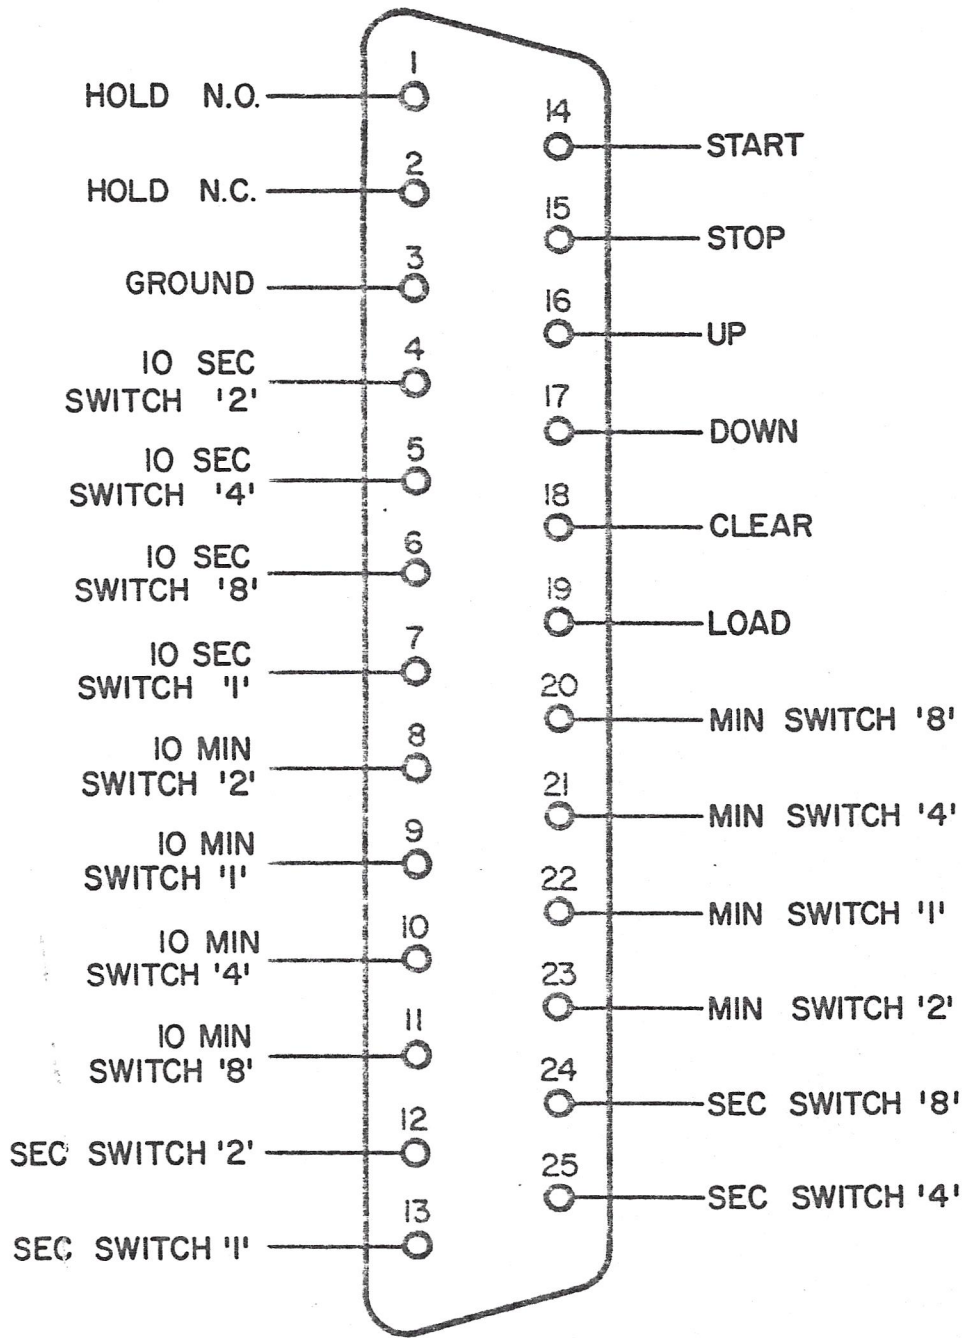 1
HOLD N.O.
2
HOLD N.C.
3
GROUND
4
10 SEC
SWITCH '2'
5
10 SEC
SWITCH '4'
6
10 SEC
SWITCH '8'
7
10 SEC
SWITCH '1'
8
10 MIN
SWITCH '2'
9
10 MIN
SWITCH '1'
10
10 MIN
SWITCH '4'
11
10 MIN
SWITCH '8'
12
SEC SWITCH '2'
13
SEC SWITCH '1'
14
START
15
STOP
16
UP
17
DOWN
18
CLEAR
19
LOAD
20
MIN SWITCH '8'
21
MIN SWITCH '4'
22
MIN SWITCH '1'
23
MIN SWITCH '2'
24
SEC SWITCH '8'
25
SEC SWITCH '4'